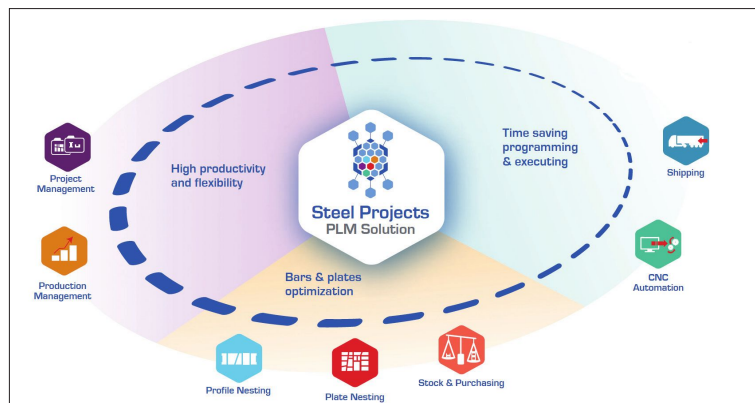 Project
Management
High productivity
and flexibility
Time saving
programming
& executing
Shipping
Steel Projects
PLM Solution
Production
Management
Bars & plates
optimization
CNC
Automation
Profile Nesting
Plate Nesting
Stock & Purchasing